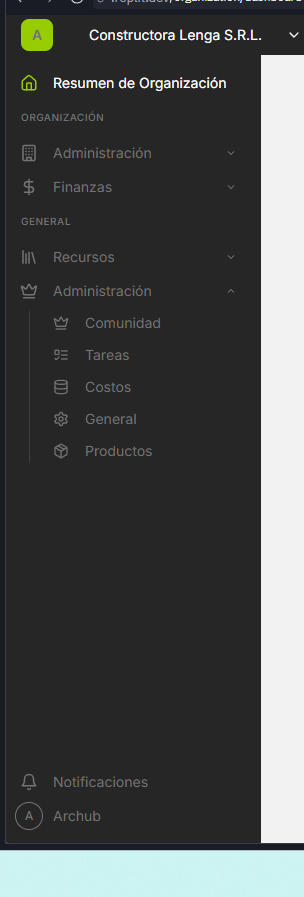 A Constructora Lenga S.R.L.
Resumen de Organización
ORGANIZACIÓN
Administración
Finanzas
GENERAL
Recursos
Administración
Comunidad
Tareas
Costos
General
Productos
Notificaciones
A Archub